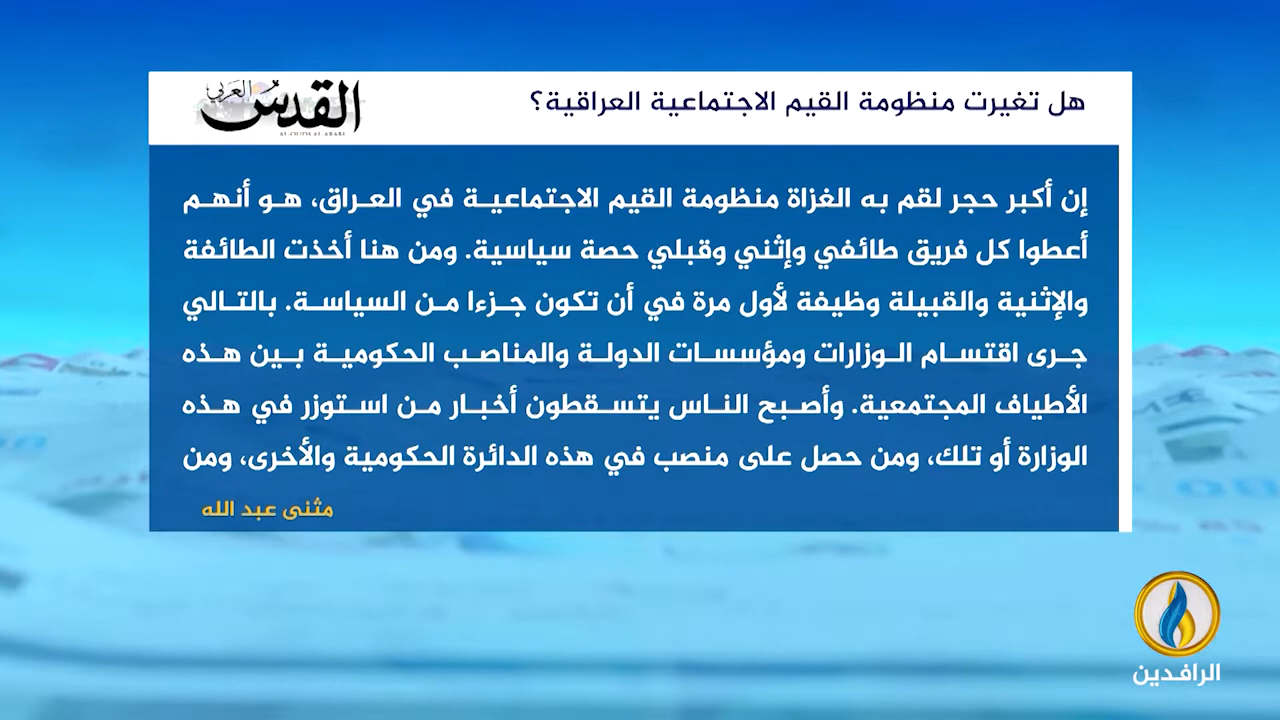 هل تغيرت منظومة القيم الاجتماعية العراقية؟
القدس العربي
AL-QUDS AL-ARABI
إن أكبر حجر لقم به الغزاة منظومة القيم الاجتماعية في العراق، هو أنهم
أعطوا كل فريق طائفي وإثني وقبلي حصة سياسية. ومن هنا أخذت الطائفة
والإثنية والقبيلة وظيفة لأول مرة في أن تكون جزءا من السياسة. بالتالي
جرى اقتسام الوزارات ومؤسسات الدولة والمناصب الحكومية بين هذه
الأطياف المجتمعية. وأصبح الناس يتسقطون أخبار من استوزر في هذه
الوزارة أو تلك، ومن حصل على منصب في هذه الدائرة الحكومية والأخرى، ومن
مثنى عبد الله
الرافدين